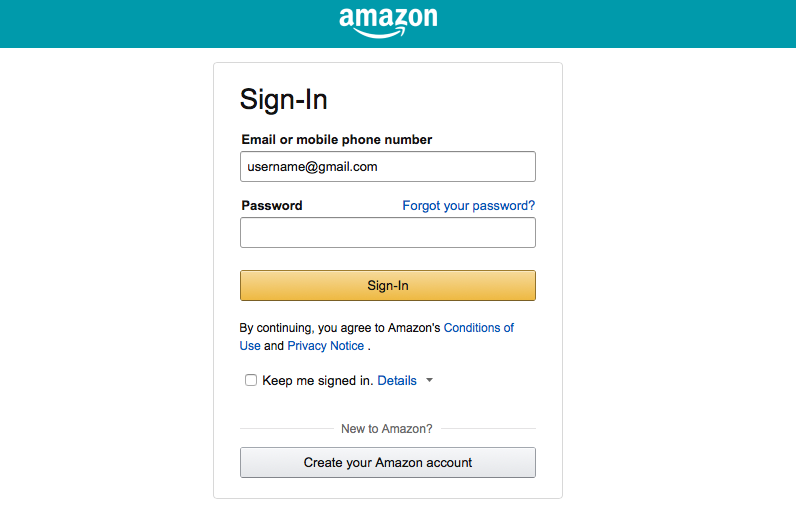 amazon
Sign-In
Email or mobile phone number
username@gmail.com
Password Forgot your password?
Sign-In
By continuing, you agree to Amazon's Conditions of
Use and Privacy Notice .
Keep me signed in. Details
New to Amazon?
Create your Amazon account